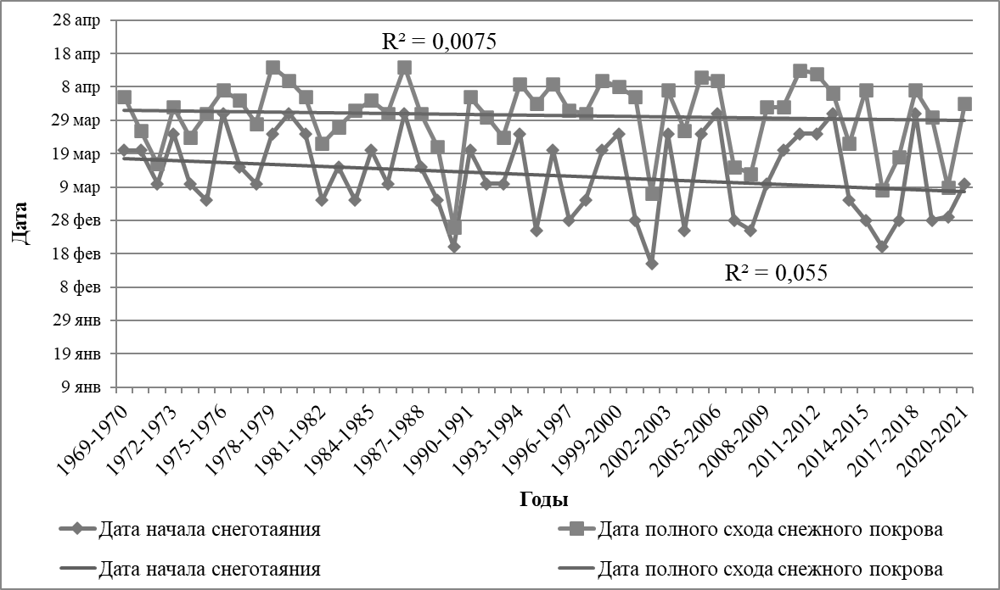 28 апр
18 апр
8 апр
29 мар
19 мар
9 мар
28 фев
18 фев
8 фев
29 янв
19 янв
9 янв
Дата
R² = 0,0075
R² = 0,055
1969-1970
1972-1973
1975-1976
1978-1979
1981-1982
1984-1985
1987-1988
1990-1991
1993-1994
1996-1997
1999-2000
2002-2003
2005-2006
2008-2009
2011-2012
2014-2015
2017-2018
2020-2021
Годы
Дата начала снеготаяния
Дата полного схода снежного покрова
Дата начала снеготаяния
Дата полного схода снежного покрова